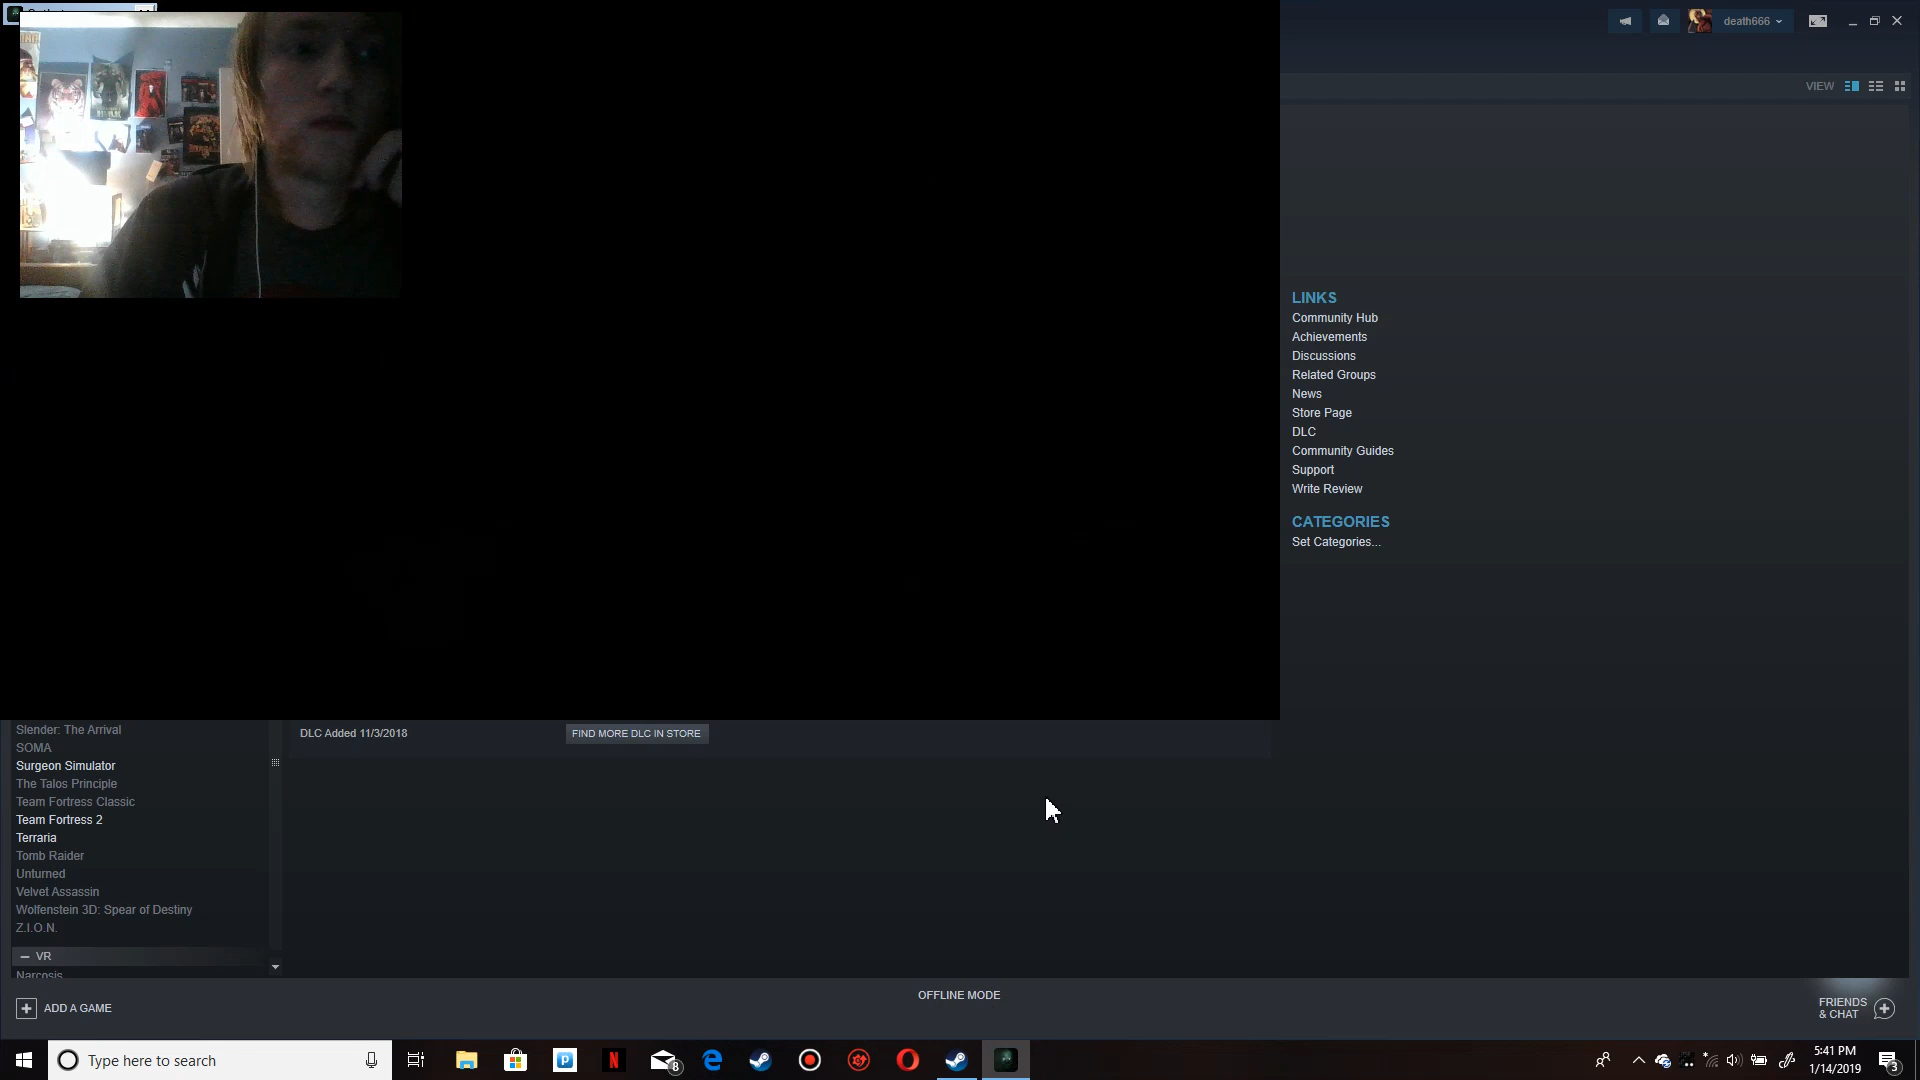 death666
VIEW
LINKS
Community Hub
Achievements
Discussions
Related Groups
News
Store Page
DLC
Community Guides
Support
Write Review
CATEGORIES
Set Categories...
DLC Added 11/3/2018
FIND MORE DLC IN STORE
Slender: The Arrival
SOMA
Surgeon Simulator
The Talos Principle
Team Fortress Classic
Team Fortress 2
Terraria
Tomb Raider
Unturned
Velvet Assassin
Wolfenstein 3D: Spear of Destiny
Z.I.O.N.
VR
Narcosis
ADD A GAME
OFFLINE MODE
FRIENDS
& CHAT
Type here to search
8
5:41 PM
1/14/2019
3